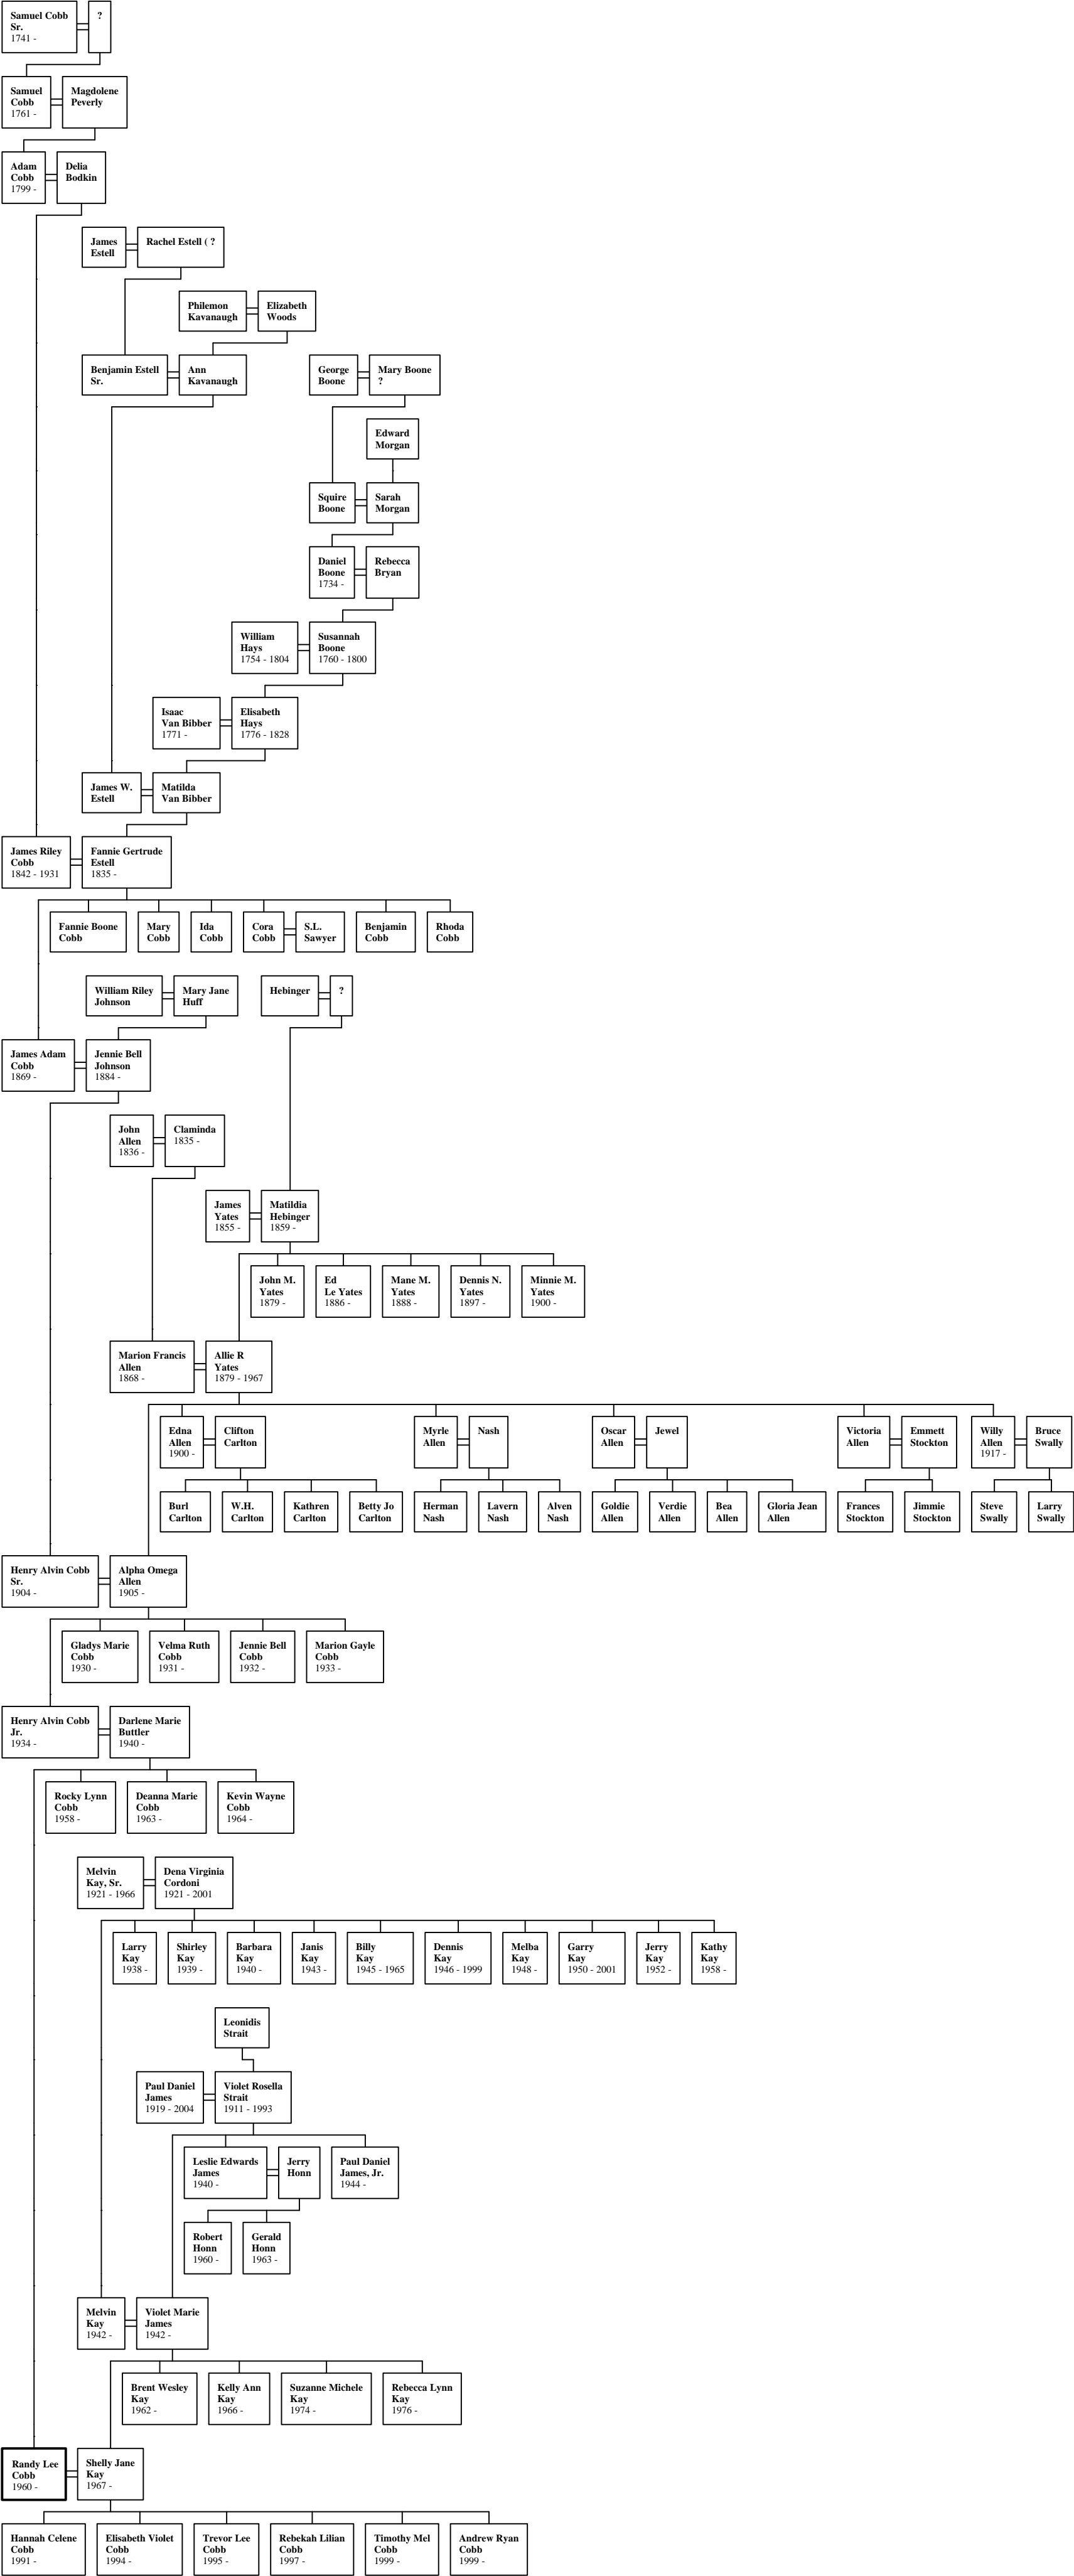 Samuel Cobb
Sr.
1741 -
?
Samuel
Cobb
1761 -
Magdolene
Peverly
Adam
Cobb
1799 -
Delia
Bodkin
James
Estell
Rachel Estell ( ?
Philemon
Kavanaugh
Elizabeth
Woods
Benjamin Estell
Sr.
Ann
Kavanaugh
George
Boone
Mary Boone
?
Edward
Morgan
Squire
Boone
Sarah
Morgan
Daniel
Boone
1734 -
Rebecca
Bryan
William
Hays
1754 - 1804
Susannah
Boone
1760 - 1800
Isaac
Van Bibber
1771 -
Elisabeth
Hays
1776 - 1828
James W.
Estell
Matilda
Van Bibber
James Riley
Cobb
1842 - 1931
Fannie Gertrude
Estell
1835 -
Fannie Boone
Cobb
Mary
Cobb
Ida
Cobb
Cora
Cobb
S.L.
Sawyer
Benjamin
Cobb
Rhoda
Cobb
William Riley
Johnson
Mary Jane
Huff
Hebinger
?
James Adam
Cobb
1869 -
Jennie Bell
Johnson
1884 -
John
Allen
1836 -
Claminda
1835 -
James
Yates
1855 -
Matildia
Hebinger
1859 -
John M.
Yates
1879 -
Ed
Le Yates
1886 -
Mane M.
Yates
1888 -
Dennis N.
Yates
1897 -
Minnie M.
Yates
1900 -
Marion Francis
Allen
1868 -
Allie R
Yates
1879 - 1967
Edna
Allen
1900 -
Clifton
Carlton
Myrle
Allen
Nash
Oscar
Allen
Jewel
Victoria
Allen
Emmett
Stockton
Willy
Allen
1917 -
Bruce
Swally
Burl
Carlton
W.H.
Carlton
Kathren
Carlton
Betty Jo
Carlton
Herman
Nash
Lavern
Nash
Alven
Nash
Goldie
Allen
Verdie
Allen
Bea
Allen
Gloria Jean
Allen
Frances
Stockton
Jimmie
Stockton
Steve
Swally
Larry
Swally
Henry Alvin Cobb
Sr.
1904 -
Alpha Omega
Allen
1905 -
Gladys Marie
Cobb
1930 -
Velma Ruth
Cobb
1931 -
Jennie Bell
Cobb
1932 -
Marion Gayle
Cobb
1933 -
Henry Alvin Cobb
Jr.
1934 -
Darlene Marie
Buttler
1940 -
Rocky Lynn
Cobb
1958 -
Deanna Marie
Cobb
1963 -
Kevin Wayne
Cobb
1964 -
Melvin
Kay, Sr.
1921 - 1966
Dena Virginia
Cordoni
1921 - 2001
Larry
Kay
1938 -
Shirley
Kay
1939 -
Barbara
Kay
1940 -
Janis
Kay
1943 -
Billy
Kay
1945 - 1965
Dennis
Kay
1946 - 1999
Melba
Kay
1948 -
Garry
Kay
1950 - 2001
Jerry
Kay
1952 -
Kathy
Kay
1958 -
Leonidis
Strait
Paul Daniel
James
1919 - 2004
Violet Rosella
Strait
1911 - 1993
Leslie Edwards
James
1940 -
Jerry
Honn
Paul Daniel
James, Jr.
1944 -
Robert
Honn
1960 -
Gerald
Honn
1963 -
Melvin
Kay
1942 -
Violet Marie
James
1942 -
Brent Wesley
Kay
1962 -
Kelly Ann
Kay
1966 -
Suzanne Michele
Kay
1974 -
Rebecca Lynn
Kay
1976 -
Randy Lee
Cobb
1960 -
Shelly Jane
Kay
1967 -
Hannah Celene
Cobb
1991 -
Elisabeth Violet
Cobb
1994 -
Trevor Lee
Cobb
1995 -
Rebekah Lilian
Cobb
1997 -
Timothy Mel
Cobb
1999 -
Andrew Ryan
Cobb
1999 -